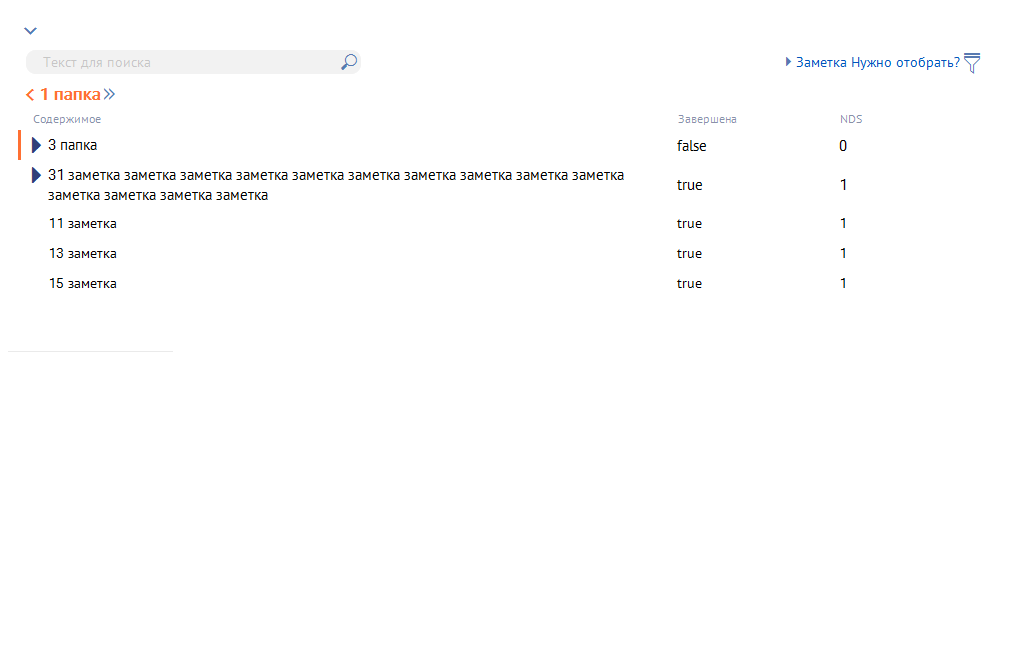 Текст для поиска
Заметка Нужно отобрать?
1 папка
Содержимое Завершена NDS
3 папка false 0
31 заметка заметка заметка заметка заметка заметка заметка заметка заметка заметка
заметка заметка заметка заметка true 1
11 заметка true 1
13 заметка true 1
15 заметка true 1